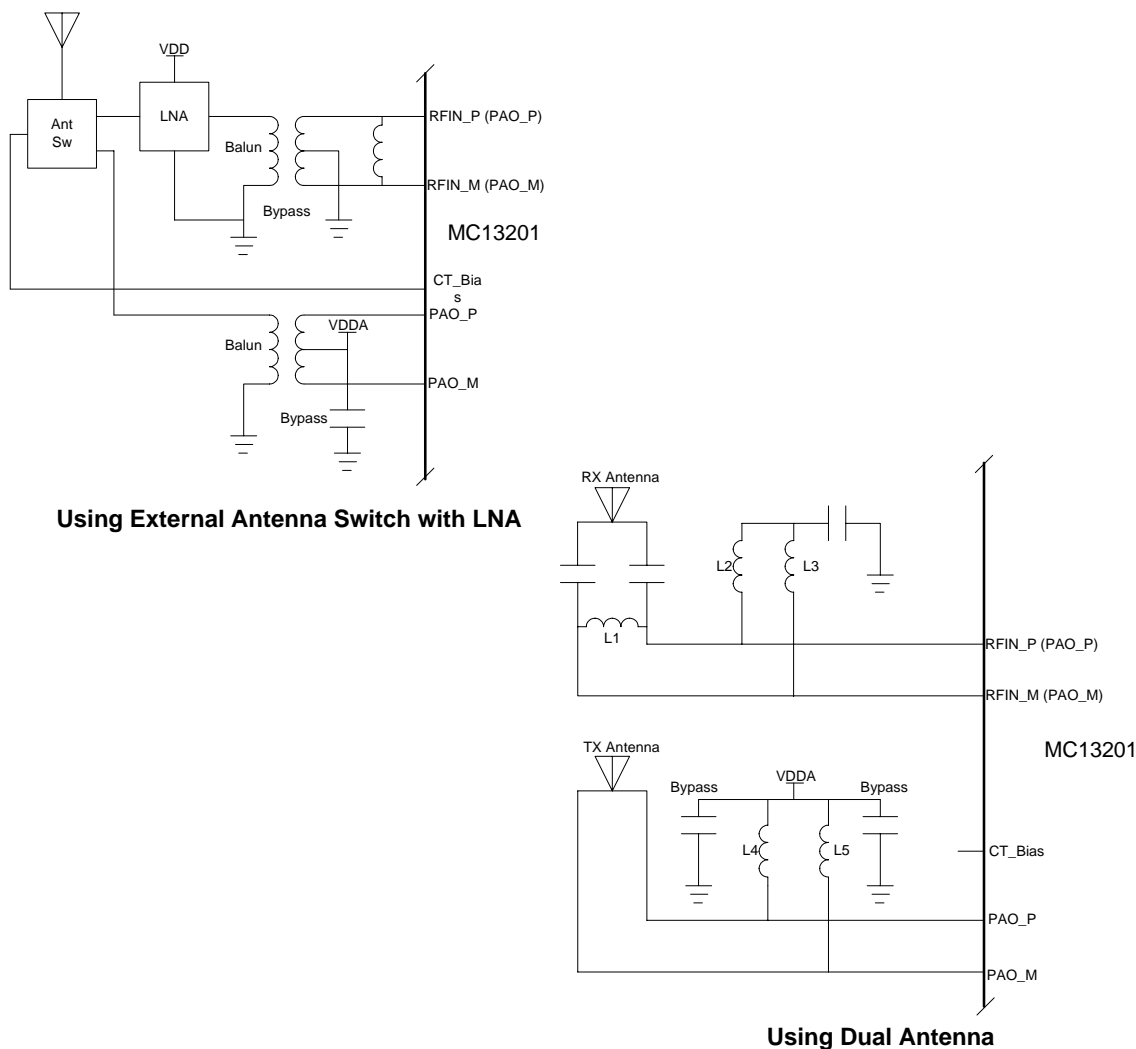 VDD
Ant
Sw
LNA
RFIN_P (PAO_P)
Balun
RFIN_M (PAO_M)
Bypass
MC13201
CT_Bia
s
PAO_P
VDDA
Balun
PAO_M
Bypass
Using External Antenna Switch with LNA
RX Antenna
L2
L3
L1
RFIN_P (PAO_P)
RFIN_M (PAO_M)
MC13201
TX Antenna
Bypass
VDDA
Bypass
L4
L5
CT_Bias
PAO_P
PAO_M
Using Dual Antenna